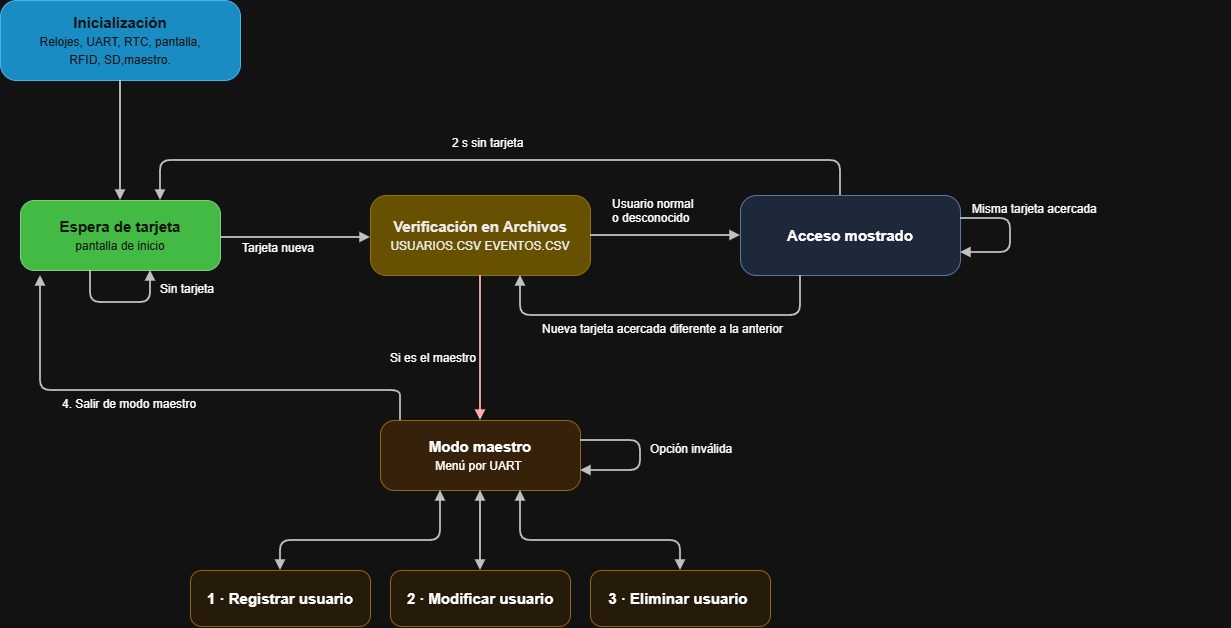 Inicialización
Relojes, UART, RTC, pantalla,
RFID, SD,maestro.
2 s sin tarjeta
Espera de tarjeta
pantalla de inicio
Tarjeta nueva
Sin tarjeta
Verificación en Archivos
USUARIOS.CSV EVENTOS.CSV
Usuario normal
o desconocido
Acceso mostrado
Misma tarjeta acercada
Nueva tarjeta acercada diferente a la anterior
Si es el maestro
4. Salir de modo maestro
Modo maestro
Menú por UART
Opción inválida
1 · Registrar usuario
2 · Modificar usuario
3 · Eliminar usuario